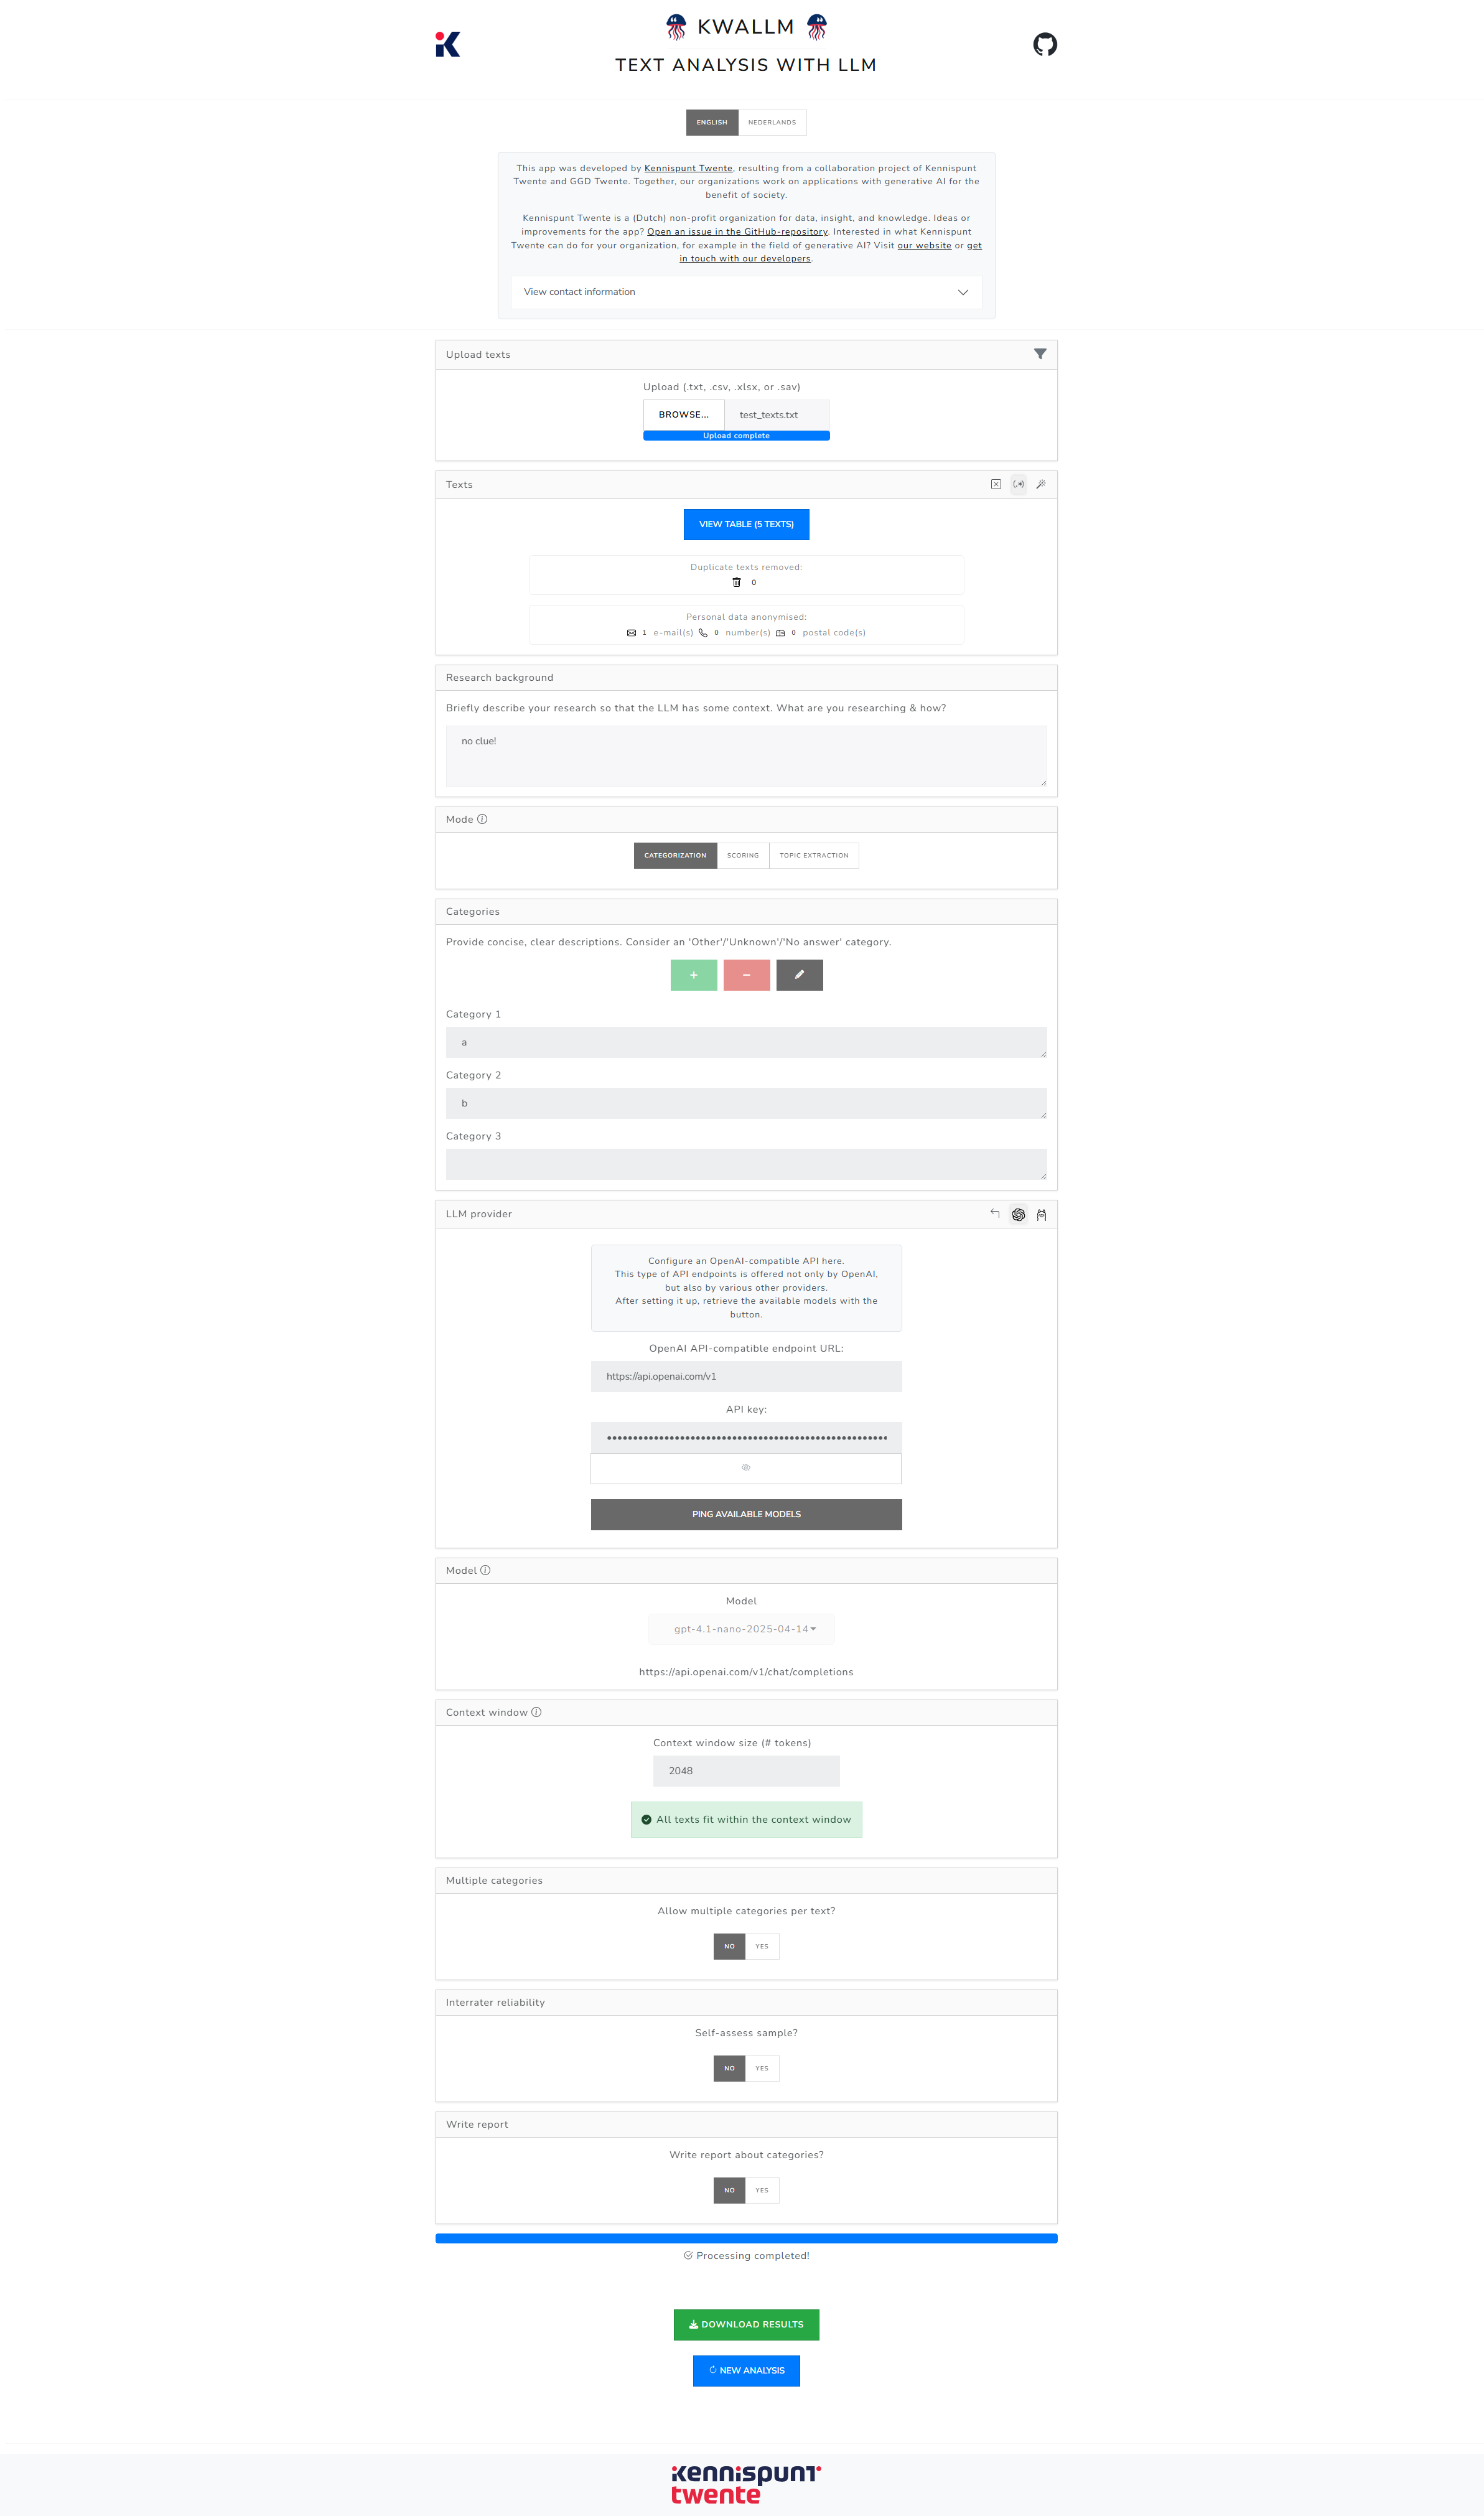 KWALLM
TEXT ANALYSIS WITH LLM
ENGLISH NEDERLANDS
This app was developed by Kennispunt Twente, resulting from a collaboration project of Kennispunt
Twente and GGD Twente. Together, our organizations work on applications with generative AI for the
benefit of society.
Kennispunt Twente is a (Dutch) non-profit organization for data, insight, and knowledge. Ideas or
improvements for the app? Open an issue in the GitHub-repository. Interested in what Kennispunt
Twente can do for your organization, for example in the field of generative AI? Visit our website or get
in touch with our developers.
View contact information
Upload texts
Upload (.txt, .csv, .xlsx, or .sav)
BROWSE... test_texts.txt
Upload complete
Texts (.*)
VIEW TABLE (5 TEXTS)
Duplicate texts removed:
0
Personal data anonymised:
1 e-mail(s) 0 number(s) 0 postal code(s)
Research background
Briefly describe your research so that the LLM has some context. What are you researching & how?
no clue!
Mode
CATEGORIZATION SCORING TOPIC EXTRACTION
Categories
Provide concise, clear descriptions. Consider an 'Other'/'Unknown'/'No answer' category.
Category 1
a
Category 2
b
Category 3
LLM provider
Configure an OpenAI-compatible API here.
This type of API endpoints is offered not only by OpenAI,
but also by various other providers.
After setting it up, retrieve the available models with the
button.
OpenAI API-compatible endpoint URL:
https://api.openai.com/v1
API key:
PING AVAILABLE MODELS
Model
Model
gpt-4.1-nano-2025-04-14
https://api.openai.com/v1/chat/completions
Context window
Context window size (# tokens)
2048
All texts fit within the context window
Multiple categories
Allow multiple categories per text?
NO YES
Interrater reliability
Self-assess sample?
NO YES
Write report
Write report about categories?
NO YES
Processing completed!
DOWNLOAD RESULTS
NEW ANALYSIS
kennispunt
twente